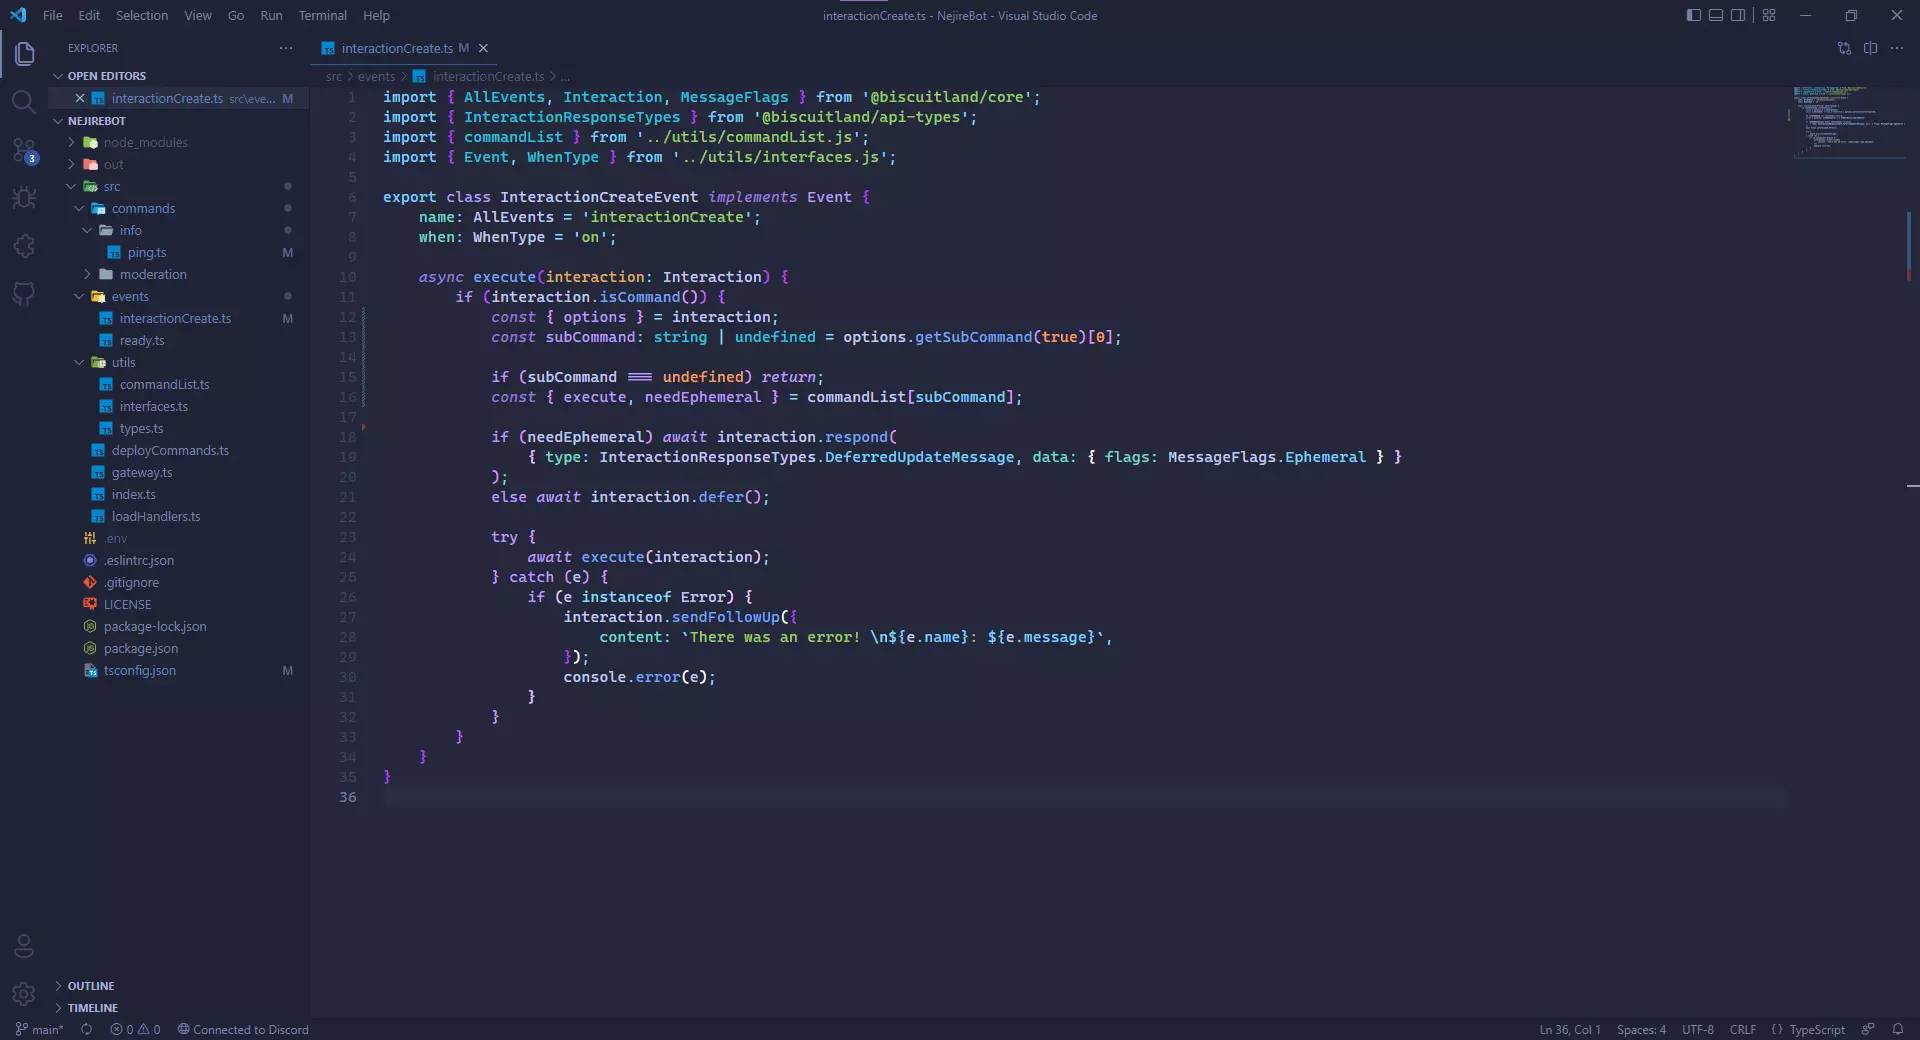 File Edit Selection View Go Run Terminal Help
interactionCreate.ts - NejireBot - Visual Studio Code
EXPLORER
OPEN EDITORS
interactionCreate.ts src\eve... M
NEJIREBOT
node_modules
out
src
commands
info
ping.ts M
moderation
events
interactionCreate.ts M
ready.ts
utils
commandList.ts
interfaces.ts
types.ts
deployCommands.ts
gateway.ts
index.ts
loadHandlers.ts
.env
.eslintrc.json
.gitignore
LICENSE
package-lock.json
package.json
tsconfig.json M
OUTLINE
TIMELINE
3
interactionCreate.ts M
src > events > interactionCreate.ts > ...
1 import { AllEvents, Interaction, MessageFlags } from '@biscuitland/core';
2 import { InteractionResponseTypes } from '@biscuitland/api-types';
3 import { commandList } from '../utils/commandList.js';
4 import { Event, WhenType } from '../utils/interfaces.js';
5
6 export class InteractionCreateEvent implements Event {
7 name: AllEvents = 'interactionCreate';
8 when: WhenType = 'on';
9
10 async execute(interaction: Interaction) {
11 if (interaction.isCommand()) {
12 const { options } = interaction;
13 const subCommand: string | undefined = options.getSubCommand(true)[0];
14
15 if (subCommand === undefined) return;
16 const { execute, needEphemeral } = commandList[subCommand];
17
18 if (needEphemeral) await interaction.respond(
19 { type: InteractionResponseTypes.DeferredUpdateMessage, data: { flags: MessageFlags.Ephemeral } }
20 );
21 else await interaction.defer();
22
23 try {
24 await execute(interaction);
25 } catch (e) {
26 if (e instanceof Error) {
27 interaction.sendFollowUp({
28 content: `There was an error! \n${e.name}: ${e.message}`,
29 });
30 console.error(e);
31 }
32 }
33 }
34 }
35 }
36
main* 0 0 Connected to Discord
Ln 36, Col 1 Spaces: 4 UTF-8 CRLF {} TypeScript